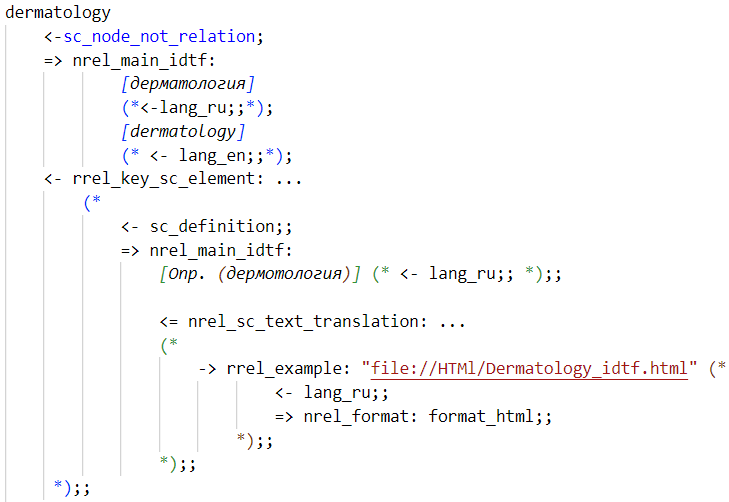 dermatology
<-sc_node_not_relation;
=> nrel_main_idtf:
[дерматология]
(*<-lang_ru;;*);
[dermatology]
(* <- lang_en;;*);
<- rrel_key_sc_element: ...
(*
<- sc_definition;;
=> nrel_main_idtf:
[Опр. (дермотология)] (* <- lang_ru;; *);;
<= nrel_sc_text_translation: ...
(*
-> rrel_example: "file://HTMl/Dermatology_idtf.html" (*
<- lang_ru;;
=> nrel_format: format_html;;
*);;
*);;
*);;